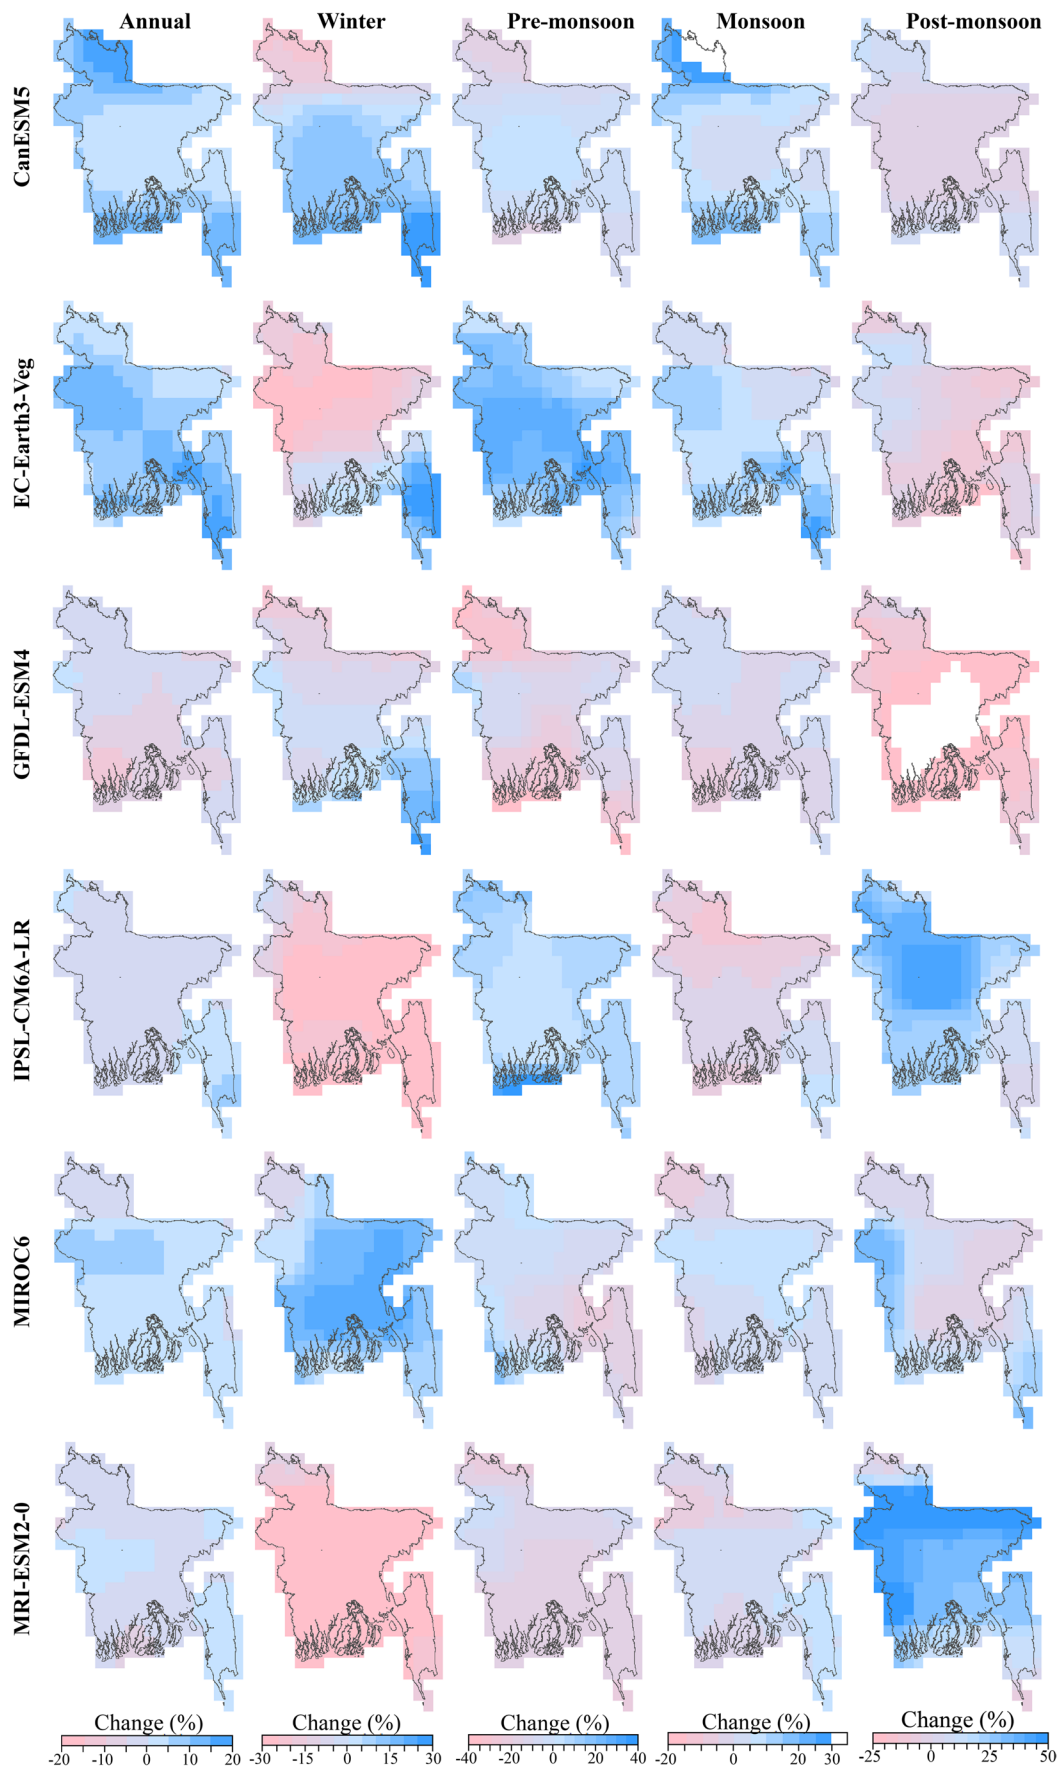 Annual Winter Pre-monsoon Monsoon Post-monsoon
CanESM5
EC-Earth3-Veg
GFDL-ESM4
IPSL-CM6A-LR
MIROC6
MRI-ESM2-0
Change (%) Change (%) Change (%) Change (%) Change (%)
-20 -10 0 10 20 -30 -15 0 15 30 -40 -20 0 20 40 -20 0 30 -25 0 25 50